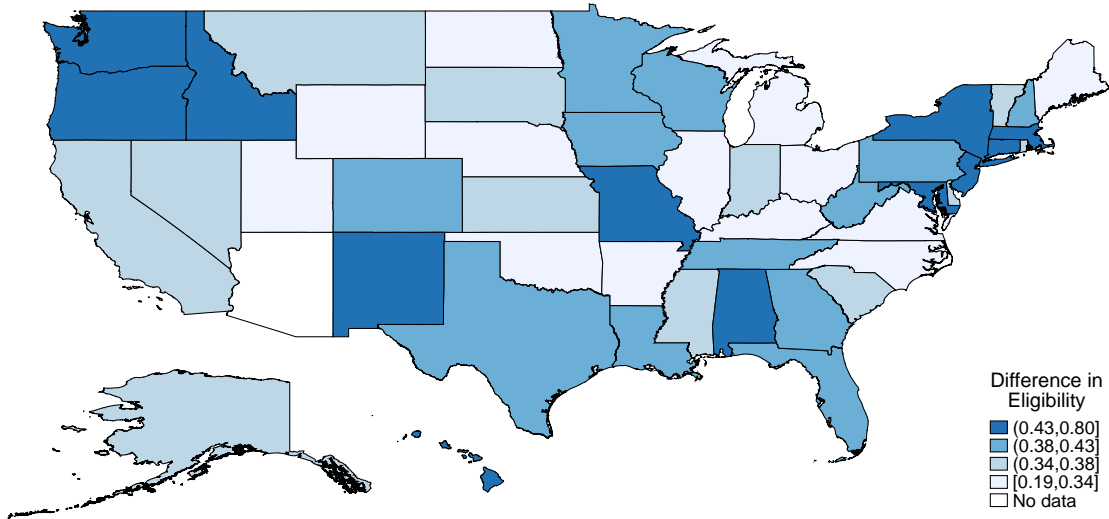 Difference in
Eligibility
(0.43,0.80]
(0.38,0.43]
(0.34,0.38]
[0.19,0.34]
No data